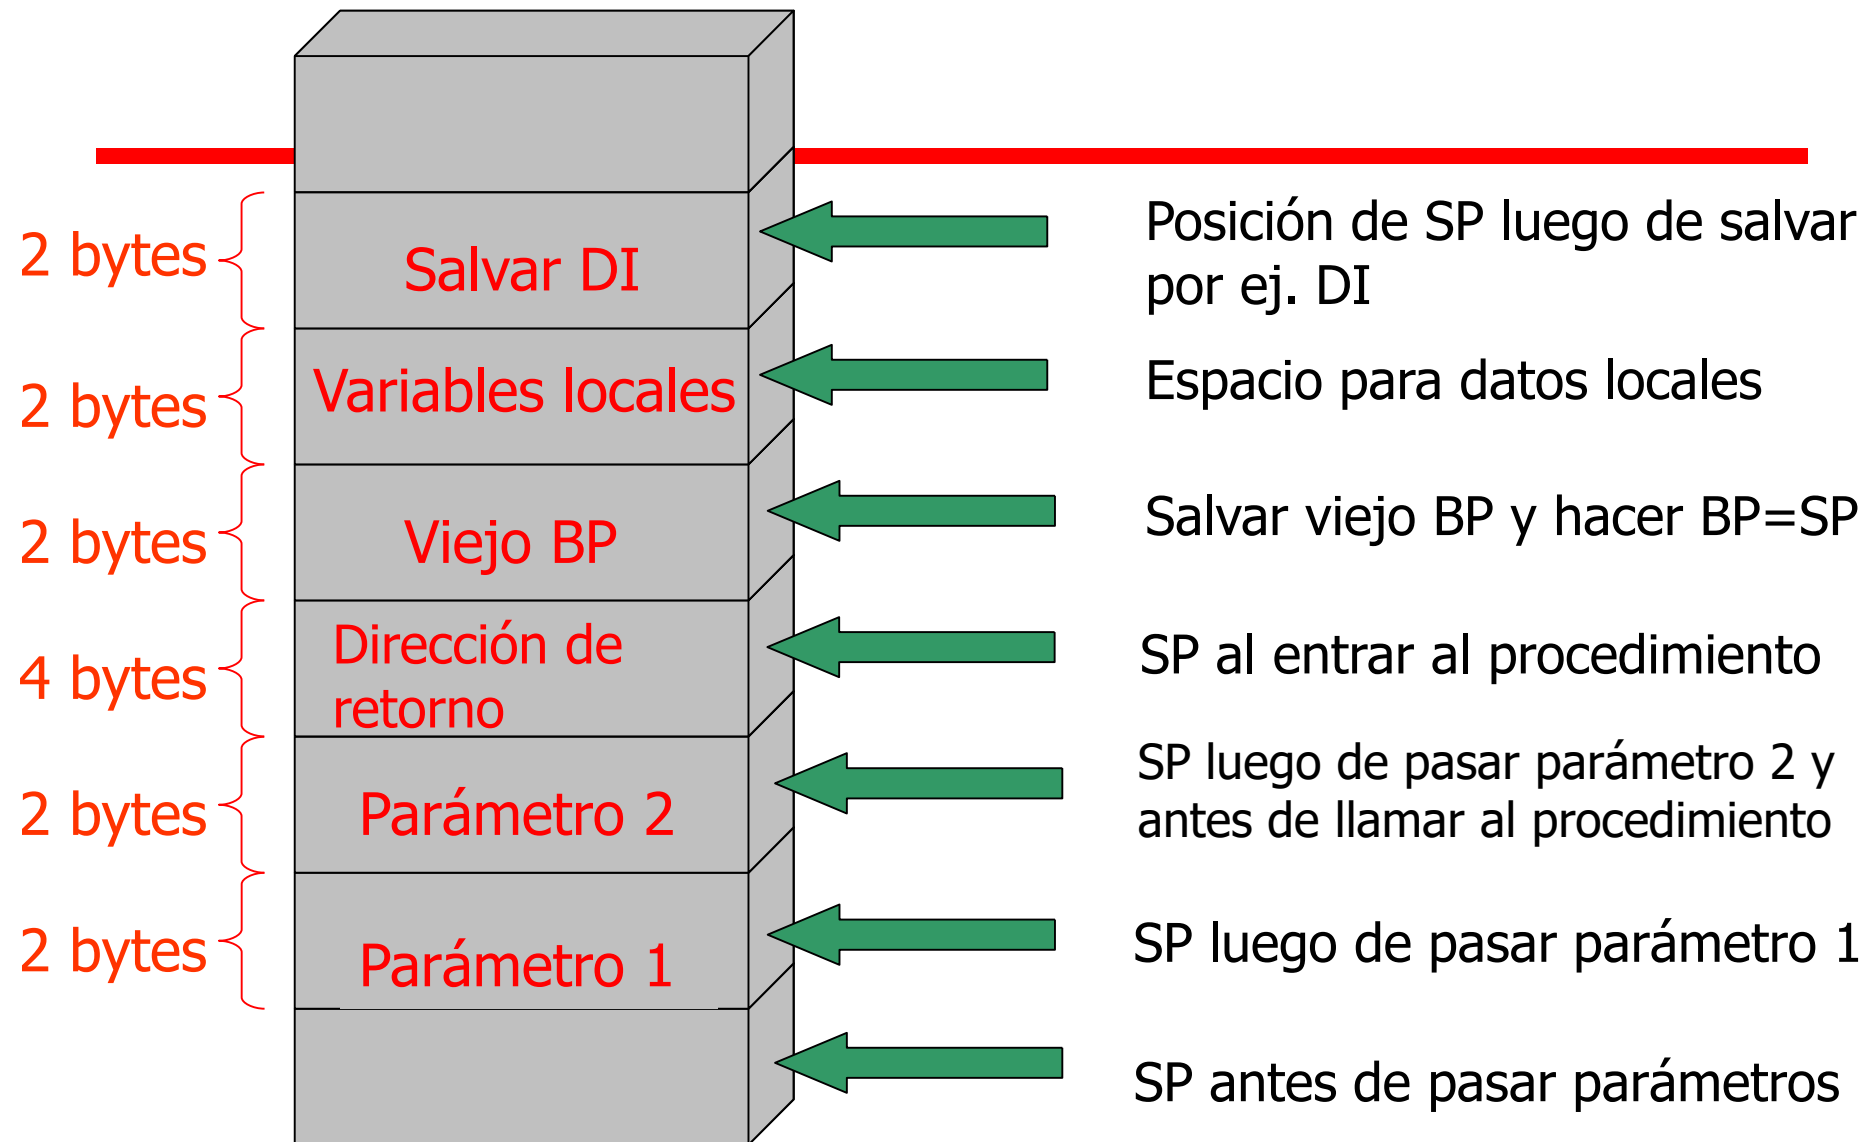 2 bytes
Salvar DI
Posición de SP luego de salvar
por ej. DI
2 bytes
Variables locales
Espacio para datos locales
2 bytes
Viejo BP
Salvar viejo BP y hacer BP=SP
4 bytes
Dirección de
retorno
SP al entrar al procedimiento
2 bytes
Parámetro 2
SP luego de pasar parámetro 2 y
antes de llamar al procedimiento
2 bytes
Parámetro 1
SP luego de pasar parámetro 1
SP antes de pasar parámetros